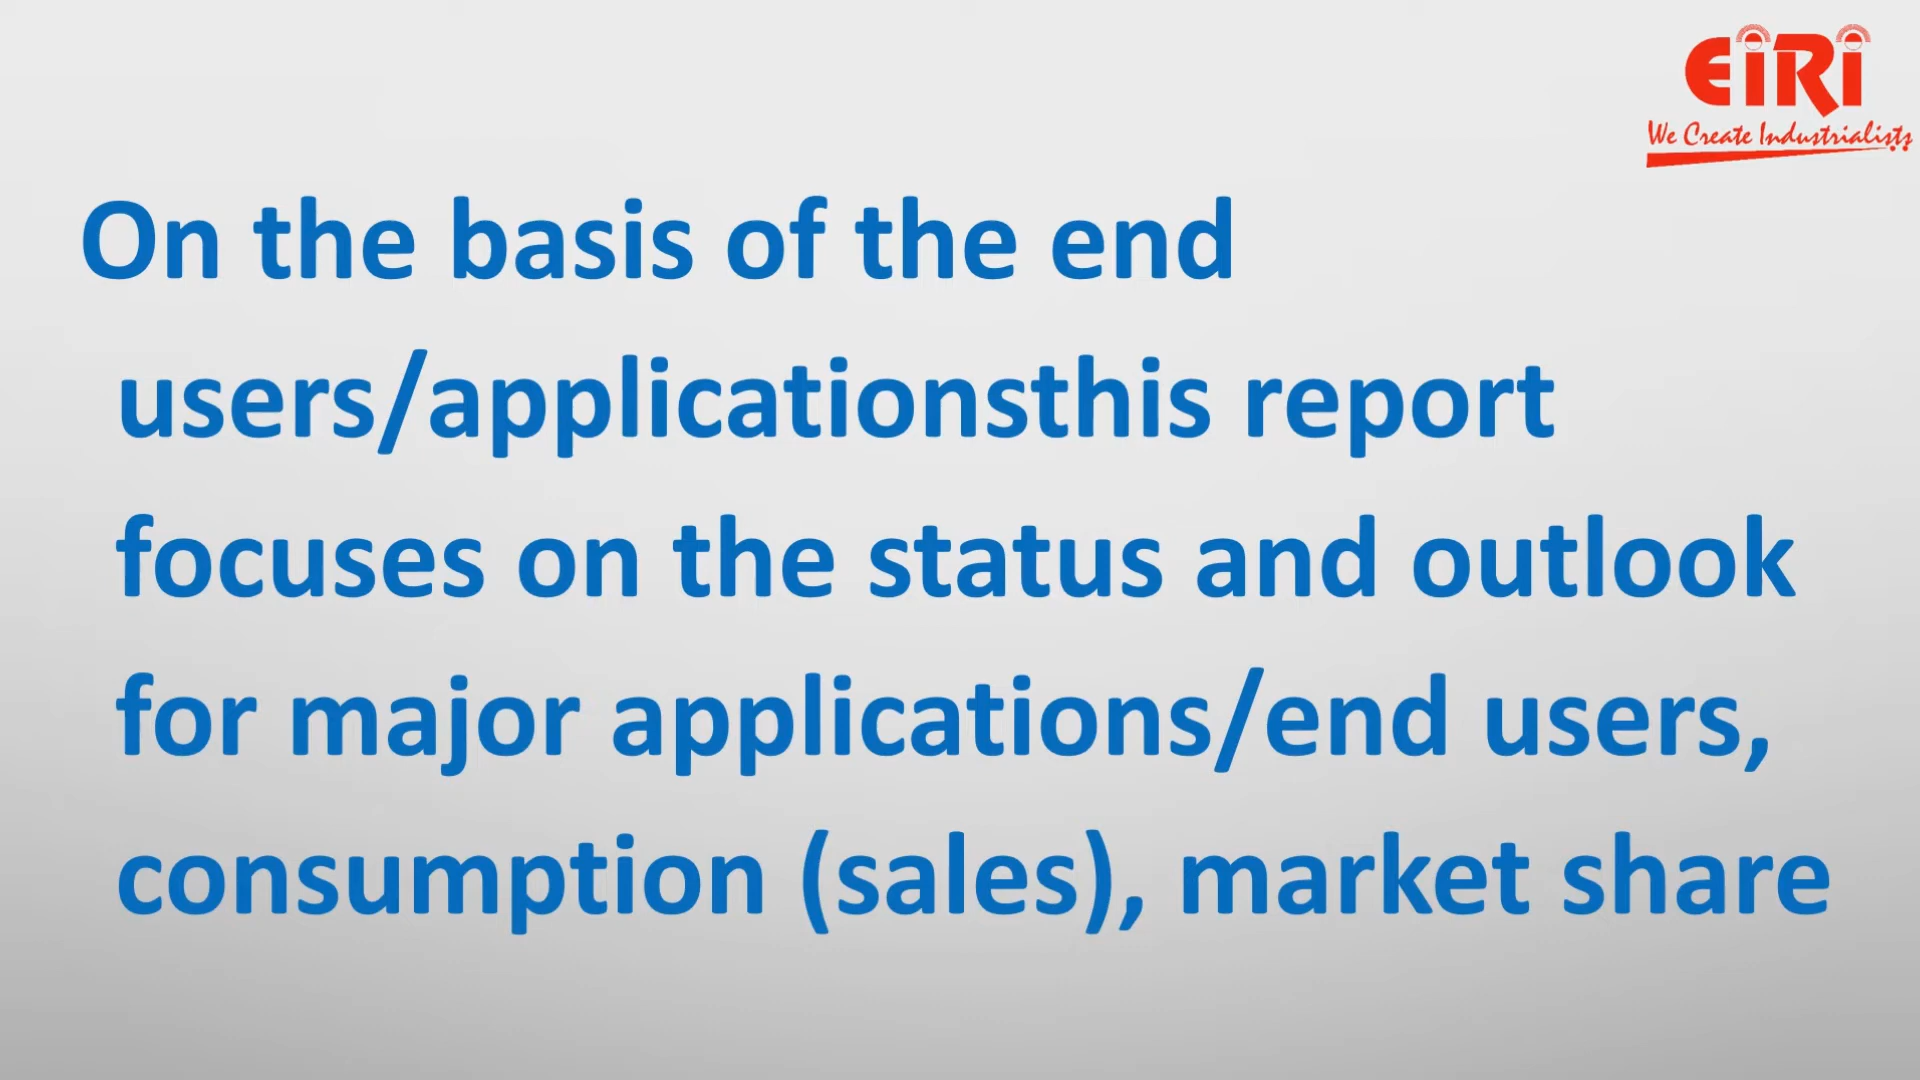 EiRi
We Create Industrialists
On the basis of the end
users/applicationsthis report
focuses on the status and outlook
for major applications/end users,
consumption (sales), market share